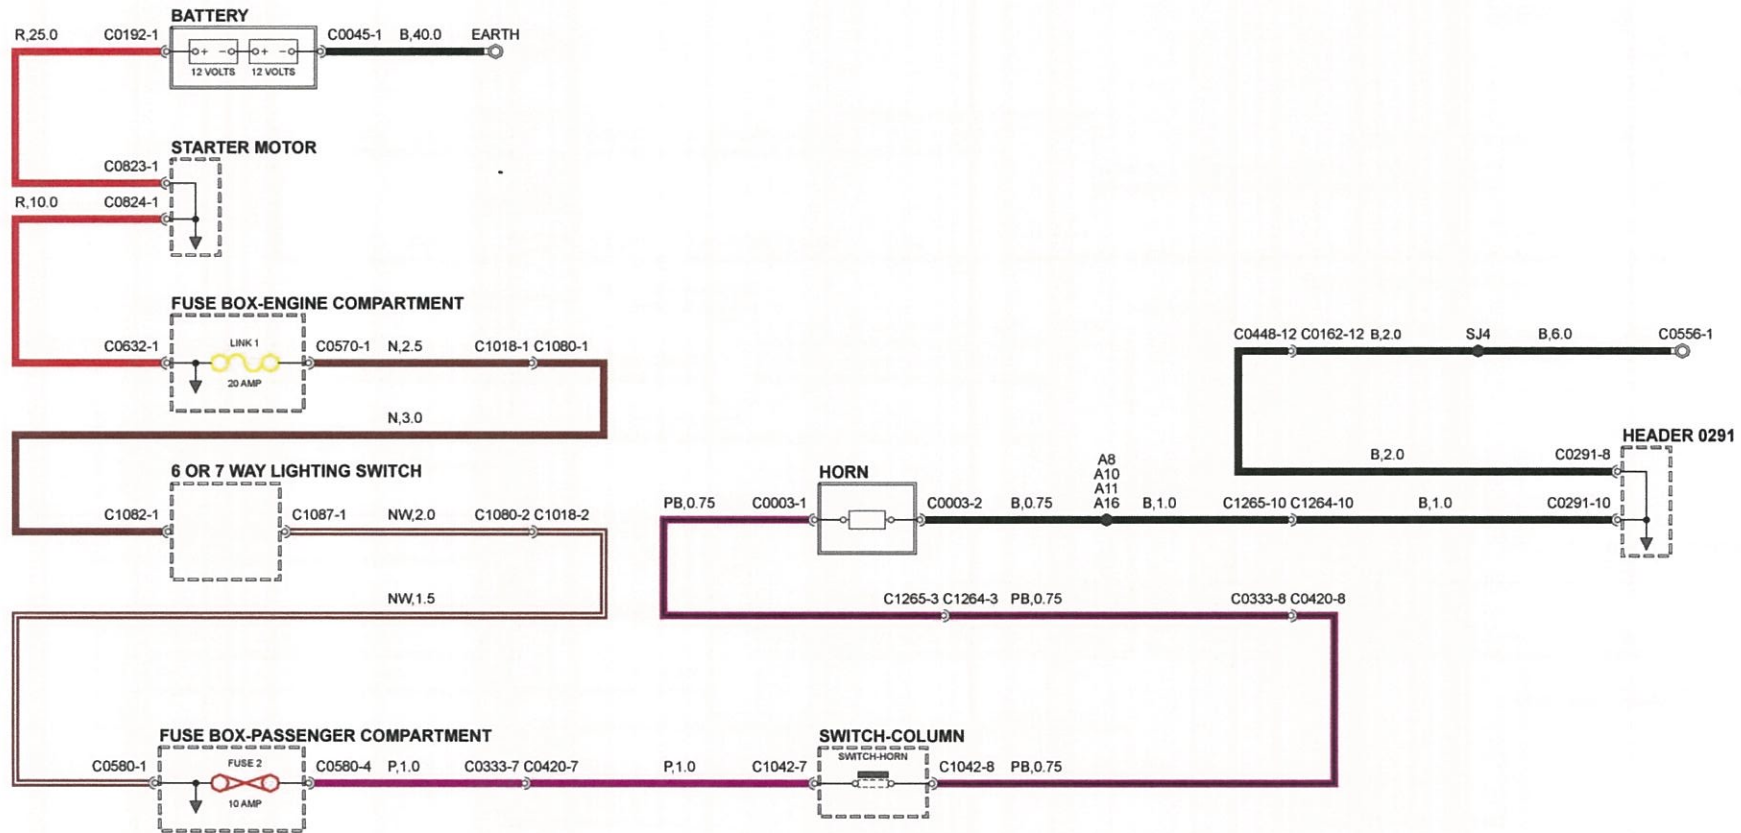 BATTERY
R,25.0 C0192-1 C0045-1 B,40.0 EARTH
+ - + -
12 VOLTS 12 VOLTS
STARTER MOTOR
C0823-1
R,10.0 C0824-1
FUSE BOX-ENGINE COMPARTMENT
LINK 1
C0632-1 C0570-1 N,2.5 C1018-1 C1080-1
20 AMP
N,3.0
6 OR 7 WAY LIGHTING SWITCH
C1082-1 C1087-1 NW,2.0 C1080-2 C1018-2
NW,1.5
FUSE BOX-PASSENGER COMPARTMENT
FUSE 2
C0580-1 C0580-4 P,1.0 C0333-7 C0420-7 P,1.0 C1042-7
10 AMP
SWITCH-COLUMN
SWITCH-HORN
C1042-8 PB,0.75
C1265-3 C1264-3 PB,0.75 C0333-8 C0420-8
HORN
PB,0.75 C0003-1 C0003-2 B,0.75
A8
A10
A11
A16
B,1.0 C1265-10 C1264-10 B,1.0 C0291-10
HEADER 0291
B,2.0 C0291-8
C0448-12 C0162-12 B,2.0 SJ4 B,6.0 C0556-1